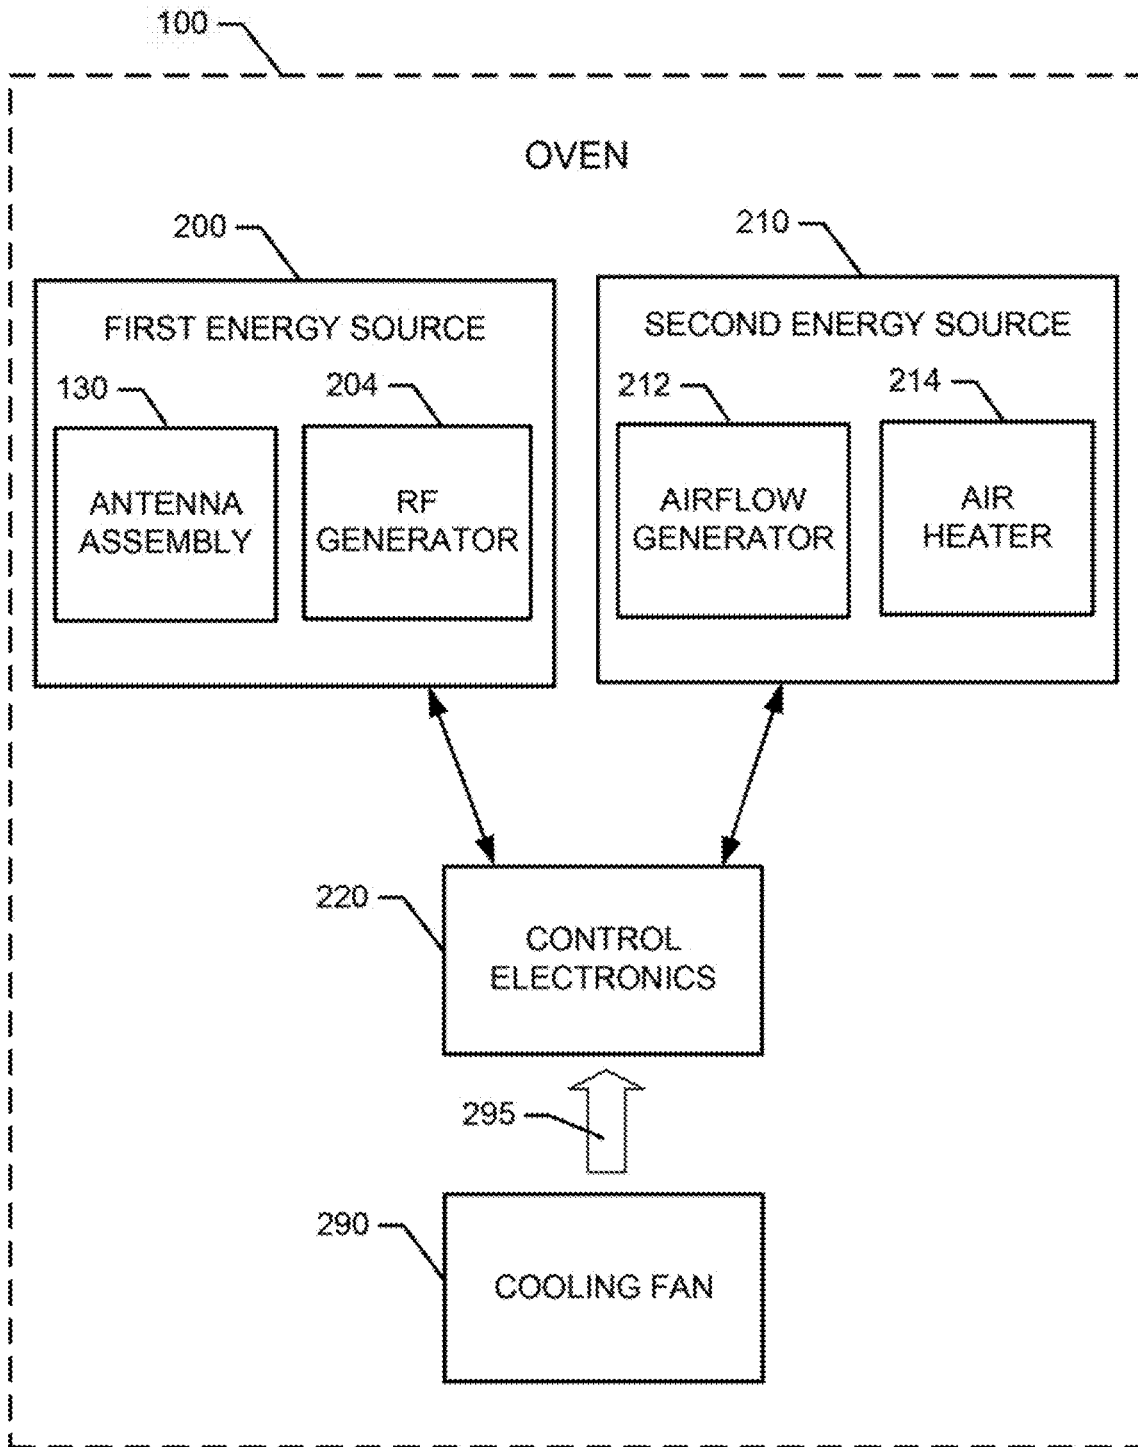 100
OVEN
200
210
FIRST ENERGY SOURCE
SECOND ENERGY SOURCE
130
204
212
214
ANTENNA
ASSEMBLY
RF
GENERATOR
AIRFLOW
GENERATOR
AIR
HEATER
220
CONTROL
ELECTRONICS
295
290
COOLING FAN